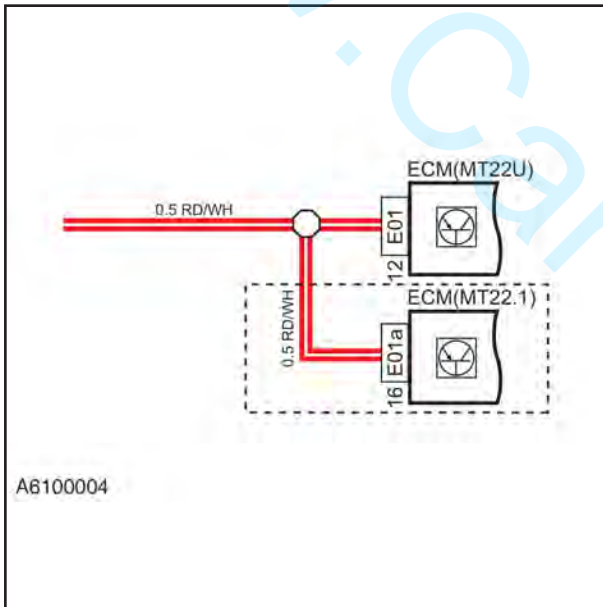 ECM(MT22U)
0.5 RD/WH
E01
12
ECM(MT22.1)
0.5 RD/WH
E01a
16
A6100004